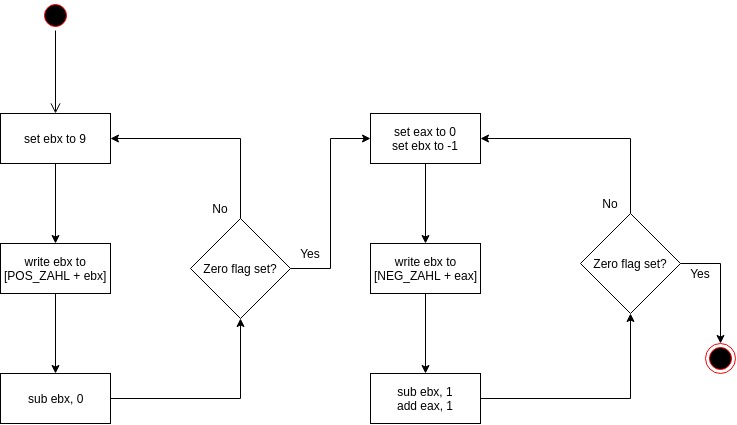 set ebx to 9
write ebx to
[POS_ZAHL + ebx]
sub ebx, 0
No
Zero flag set?
Yes
set eax to 0
set ebx to -1
write ebx to
[NEG_ZAHL + eax]
sub ebx, 1
add eax, 1
No
Zero flag set?
Yes